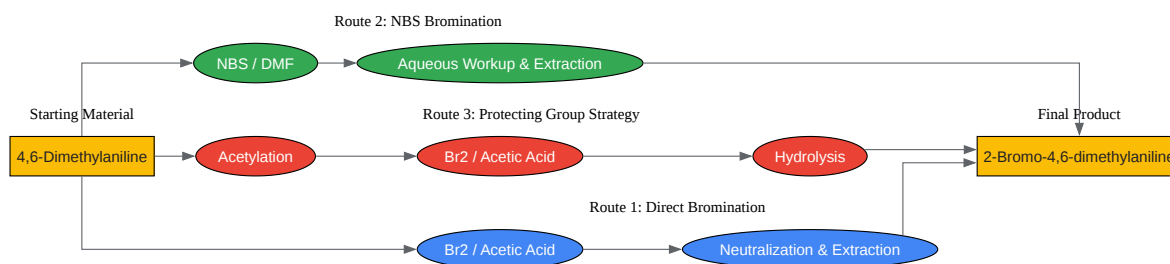 Route 2: NBS Bromination
NBS / DMF
Aqueous Workup & Extraction
Starting Material
Route 3: Protecting Group Strategy
Final Product
4,6-Dimethylaniline
Acetylation
Br2 / Acetic Acid
Hydrolysis
2-Bromo-4,6-dimethylaniline
Route 1: Direct Bromination
Br2 / Acetic Acid
Neutralization & Extraction